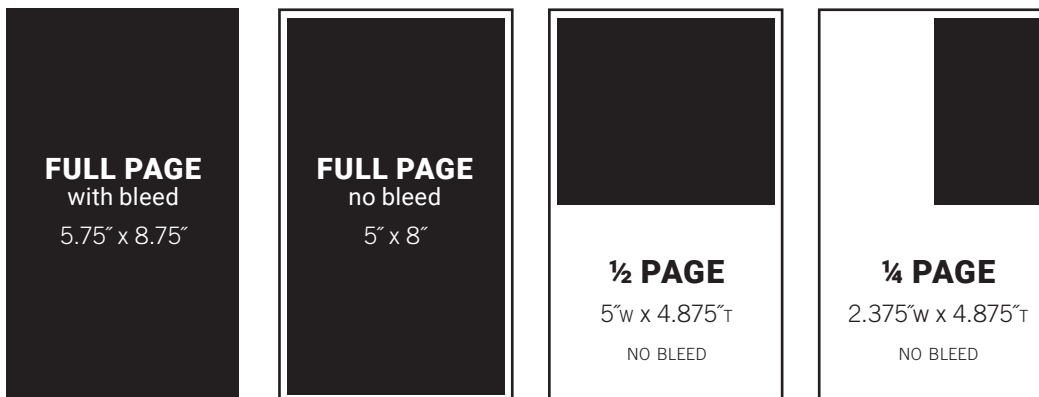 FULL PAGE
with bleed
5.75˝ x 8.75˝
FULL PAGE
no bleed
5˝ x 8˝
½ PAGE
5˝W x 4.875˝T
NO BLEED
¼ PAGE
2.375˝W x 4.875˝T
NO BLEED